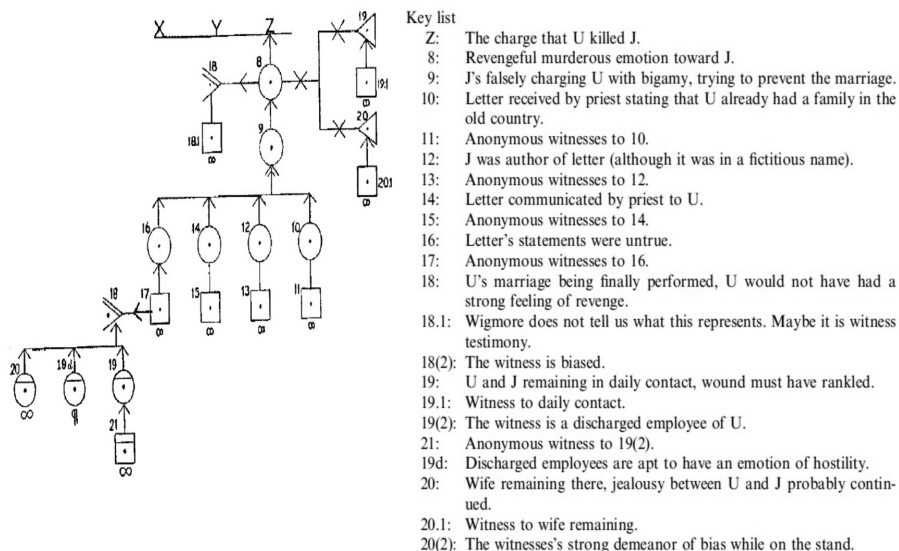 X Y Z
19
18
8
19.1
20
18.1
9
20.1
16 14 12 10
18
17 15 13 11
20 19d 19
21
Key list
Z: The charge that U killed J.
8: Revengeful murderous emotion toward J.
9: J's falsely charging U with bigamy, trying to prevent the marriage.
10: Letter received by priest stating that U already had a family in the
old country.
11: Anonymous witnesses to 10.
12: J was author of letter (although it was in a fictitious name).
13: Anonymous witnesses to 12.
14: Letter communicated by priest to U.
15: Anonymous witnesses to 14.
16: Letter's statements were untrue.
17: Anonymous witnesses to 16.
18: U's marriage being finally performed, U would not have had a
strong feeling of revenge.
18.1: Wigmore does not tell us what this represents. Maybe it is witness
testimony.
18(2): The witness is biased.
19: U and J remaining in daily contact, wound must have rankled.
19.1: Witness to daily contact.
19(2): The witness is a discharged employee of U.
21: Anonymous witness to 19(2).
19d: Discharged employees are apt to have an emotion of hostility.
20: Wife remaining there, jealousy between U and J probably contin-
ued.
20.1: Witness to wife remaining.
20(2): The witnesses's strong demeanor of bias while on the stand.